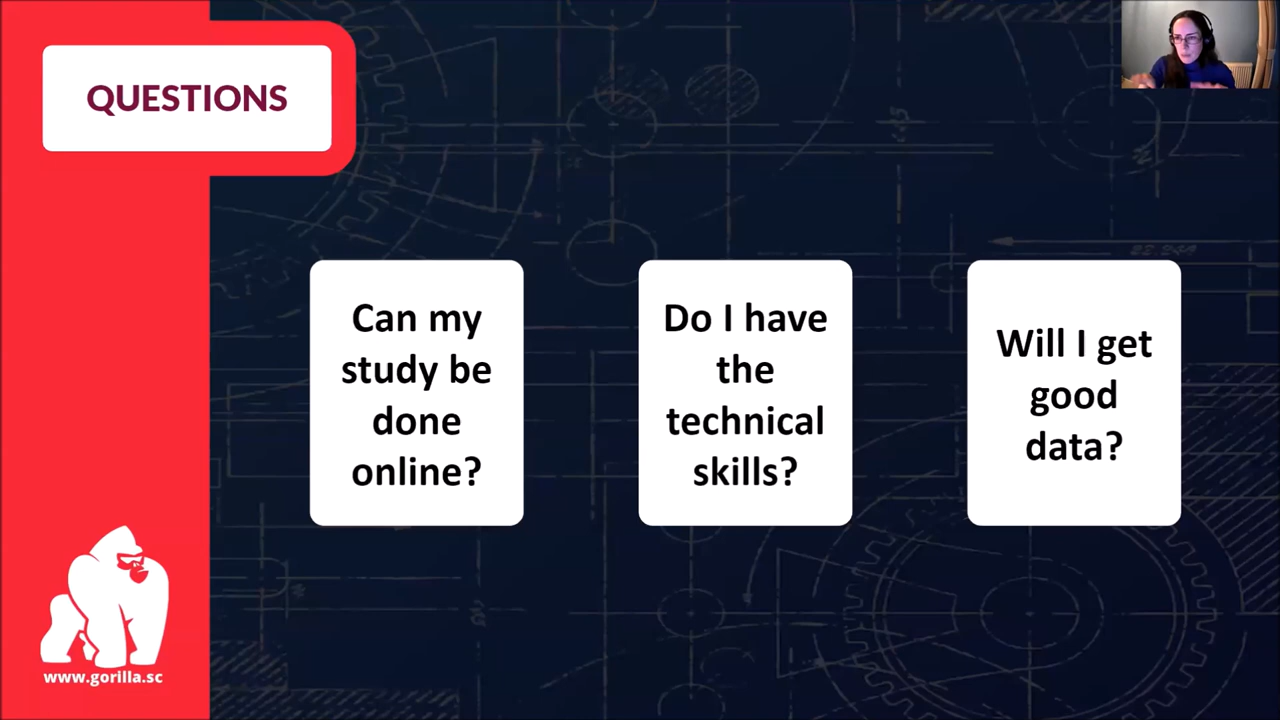 QUESTIONS
Can my
study be
done
online?
Do I have
the
technical
skills?
Will I get
good
data?
www.gorilla.sc